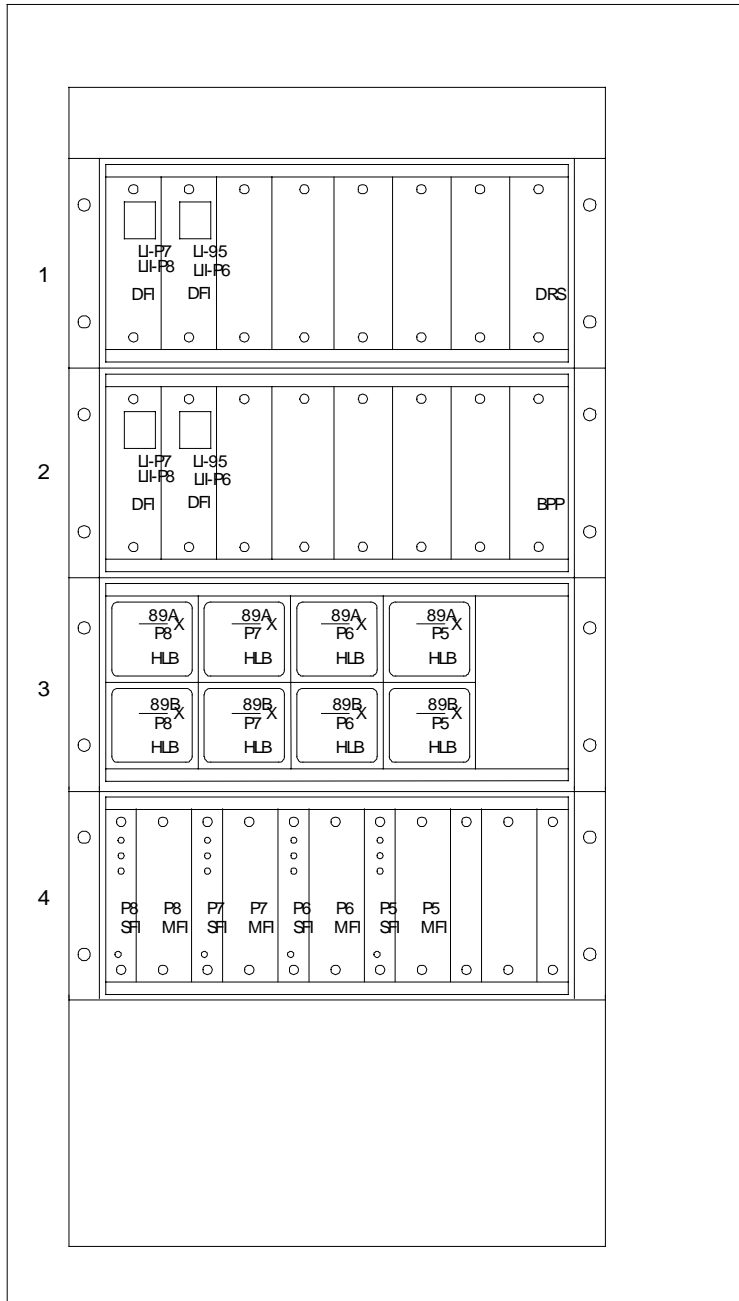 LI-P7 LI-95
LII-P8 LII-P6
1
DFI DFI DRS
LI-P7 LI-95
LII-P8 LII-P6
2
DFI DFI BPP
89A X 89A X 89A X 89A X
P8 P7 P6 P5
HLB HLB HLB HLB
3
89B X 89B X 89B X 89B X
P8 P7 P6 P5
HLB HLB HLB HLB
4
P8 P8 P7 P7 P6 P6 P5 P5
SFI MFI SFI MFI SFI MFI SFI MFI